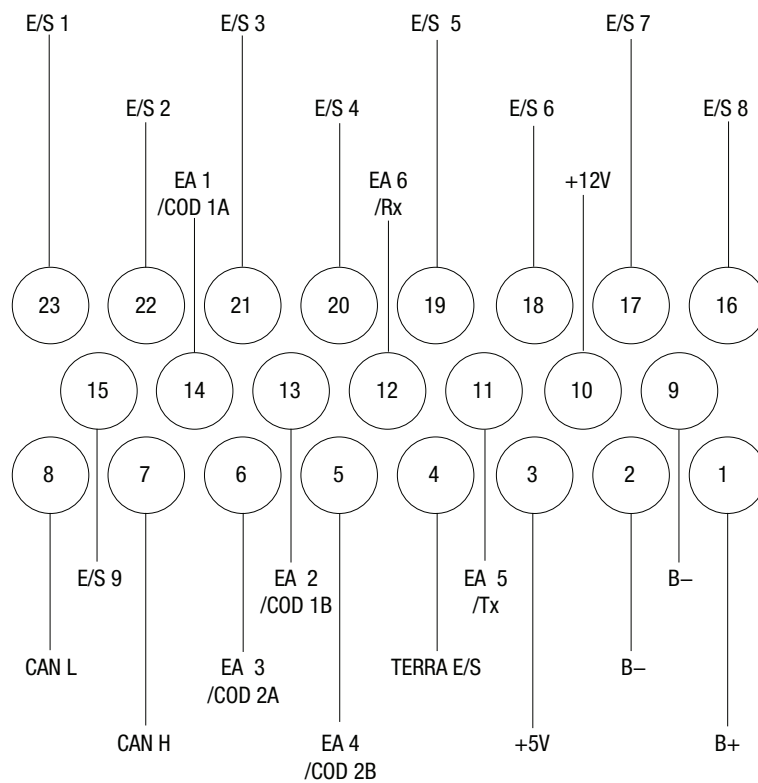 E/S 1
E/S 3
E/S 5
E/S 7
E/S 2
E/S 4
E/S 6
E/S 8
EA 1
/COD 1A
EA 6
/Rx
+12V
23
22
21
20
19
18
17
16
15
14
13
12
11
10
9
8
7
6
5
4
3
2
1
E/S 9
EA 2
/COD 1B
EA 5
/Tx
B–
CAN L
EA 3
/COD 2A
TERRA E/S
B–
CAN H
EA 4
/COD 2B
+5V
B+